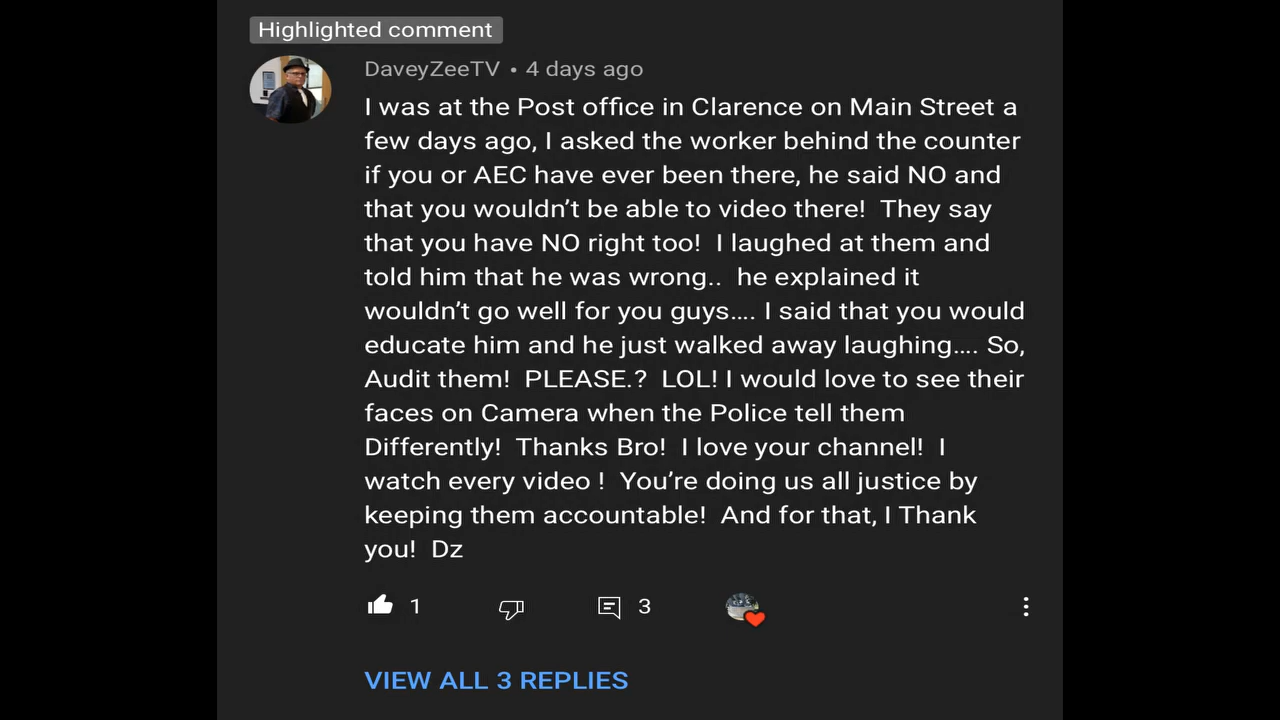 Highlighted comment
DaveyZeeTV • 4 days ago
I was at the Post office in Clarence on Main Street a
few days ago, I asked the worker behind the counter
if you or AEC have ever been there, he said NO and
that you wouldn’t be able to video there!  They say
that you have NO right too!  I laughed at them and
told him that he was wrong..  he explained it
wouldn’t go well for you guys…. I said that you would
educate him and he just walked away laughing…. So,
Audit them!  PLEASE.?  LOL! I would love to see their
faces on Camera when the Police tell them
Differently!  Thanks Bro!  I love your channel!  I
watch every video !  You’re doing us all justice by
keeping them accountable!  And for that, I Thank
you!  Dz
1 3
VIEW ALL 3 REPLIES